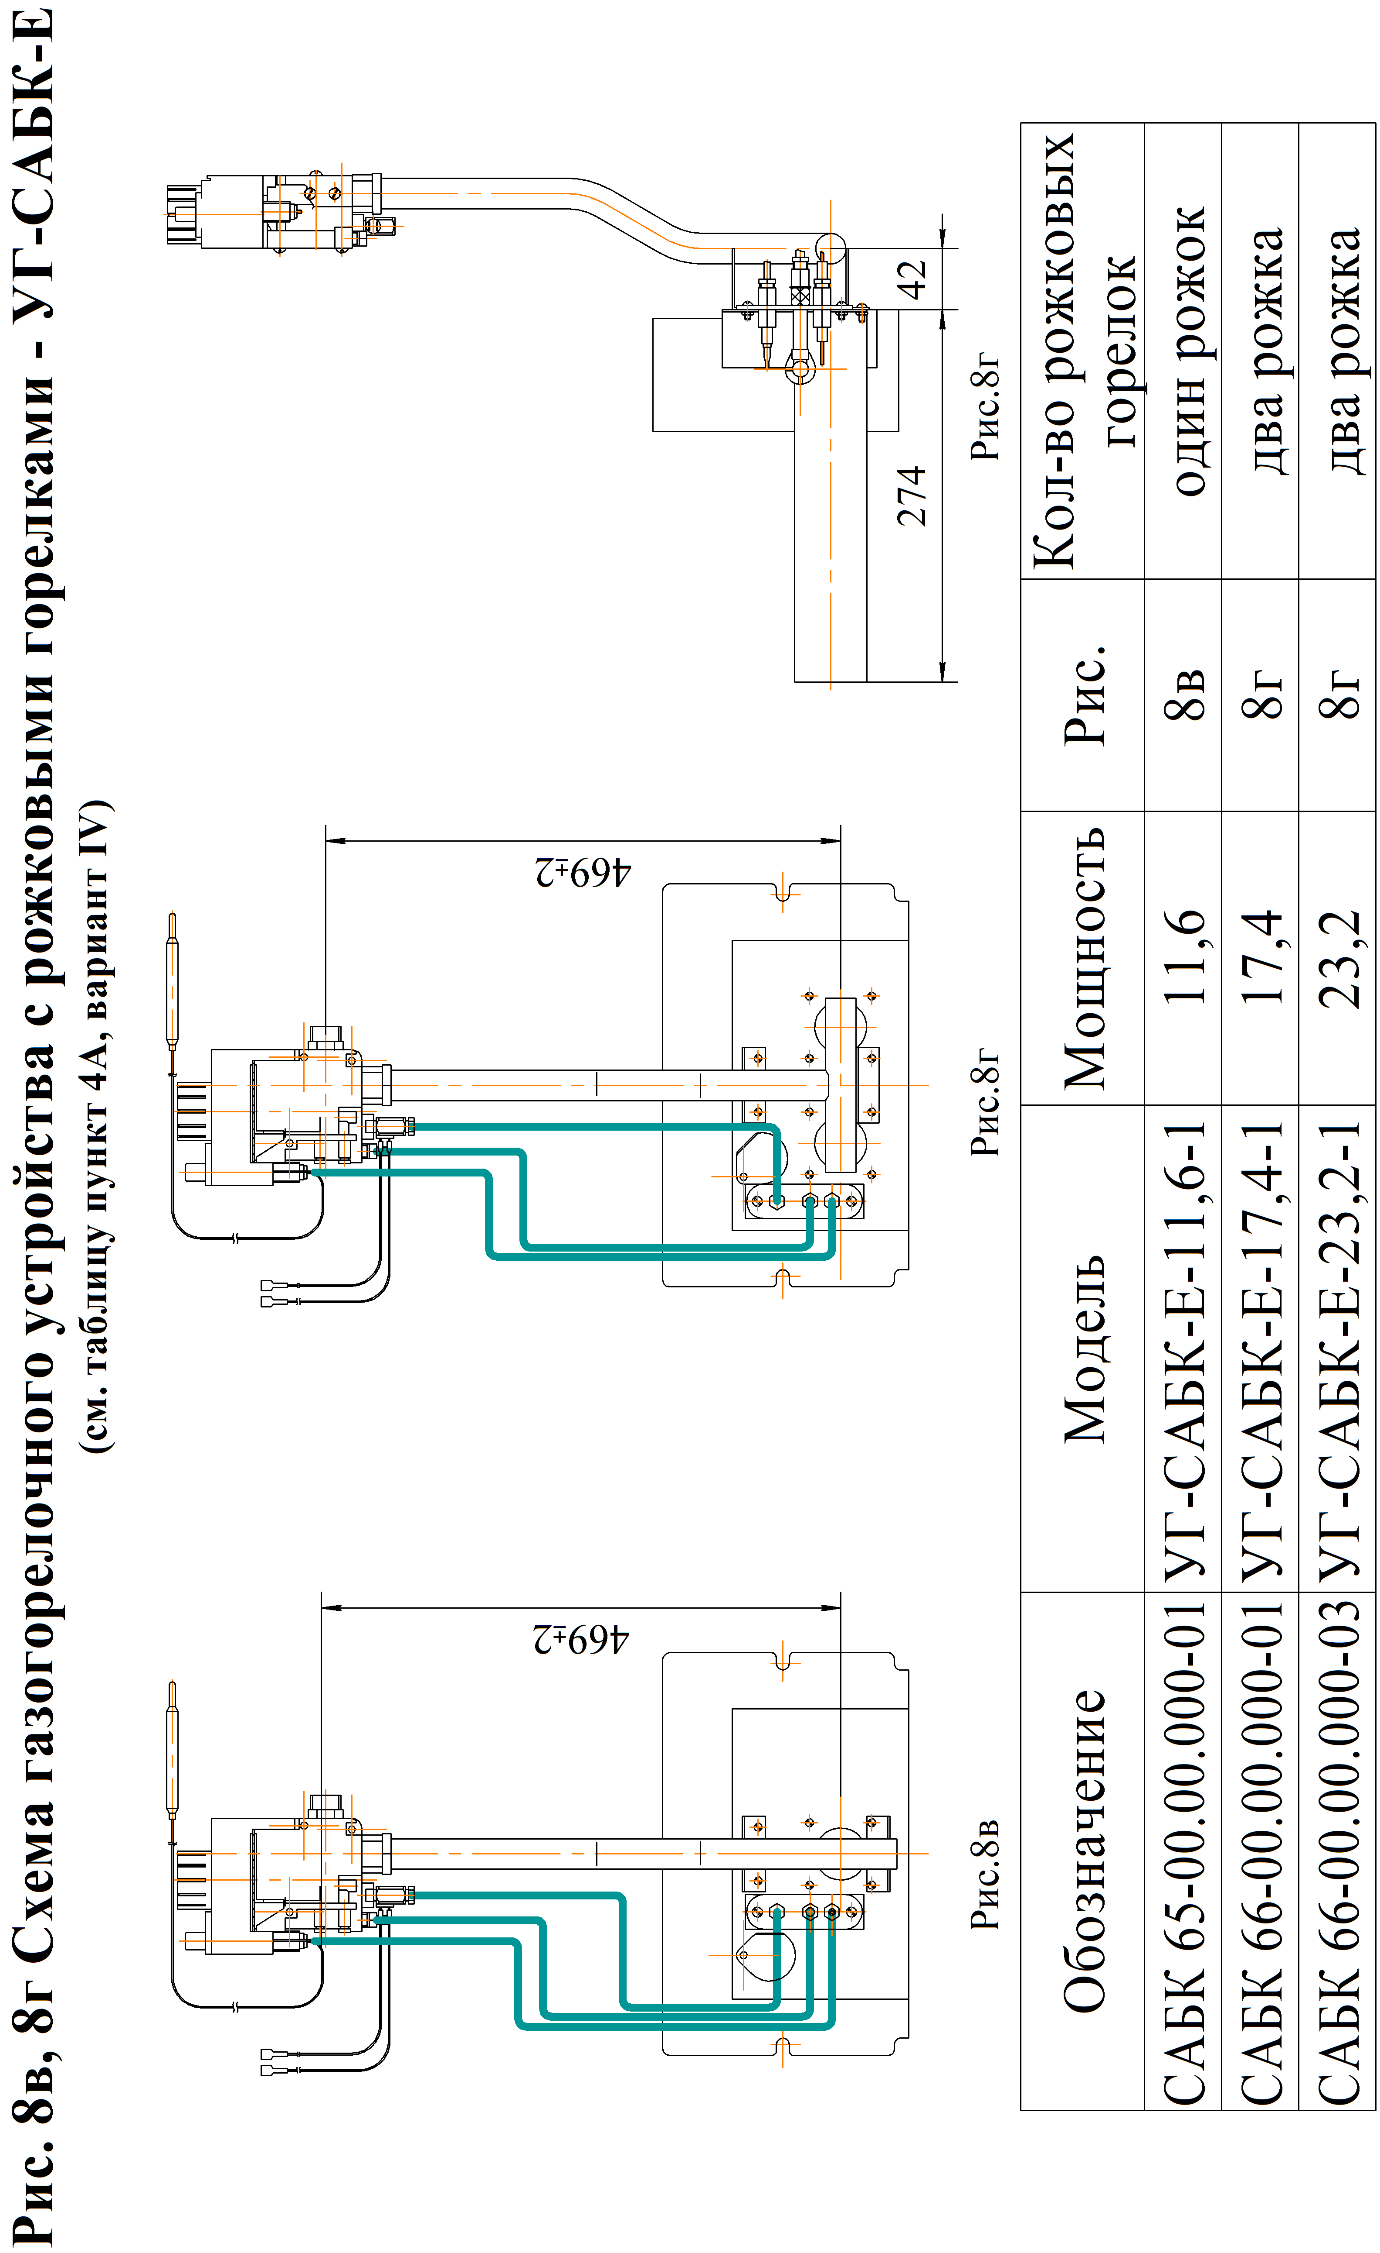 Рис. 8в, 8г Схема газогорелочного устройства с рожковыми горелками - УГ-САБК-Е
(см. таблицу пункт 4А, вариант IV)
469±2
469±2
274
42
Рис.8в
Рис.8г
Рис.8г
Обозначение Модель Мощность Рис. Кол-во рожковых
горелок
САБК 65-00.00.000-01 УГ-САБК-Е-11,6-1 11,6 8в один рожок
САБК 66-00.00.000-01 УГ-САБК-Е-17,4-1 17,4 8г два рожка
САБК 66-00.00.000-03 УГ-САБК-Е-23,2-1 23,2 8г два рожка